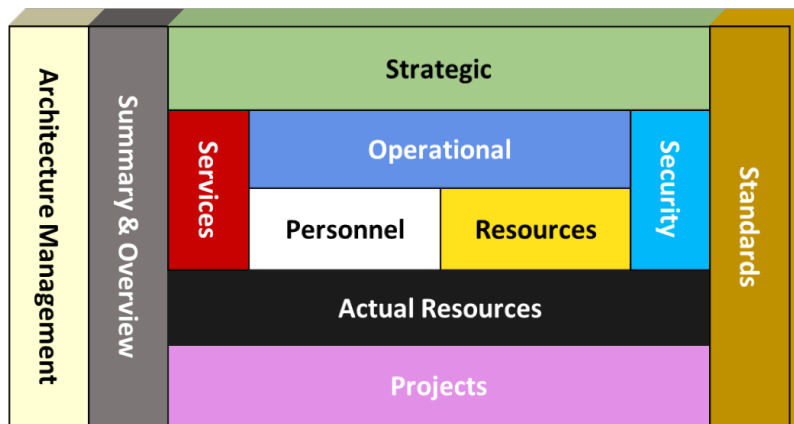 Architecture Management
Summary & Overview
Strategic
Services
Operational
Security
Personnel
Resources
Actual Resources
Projects
Standards